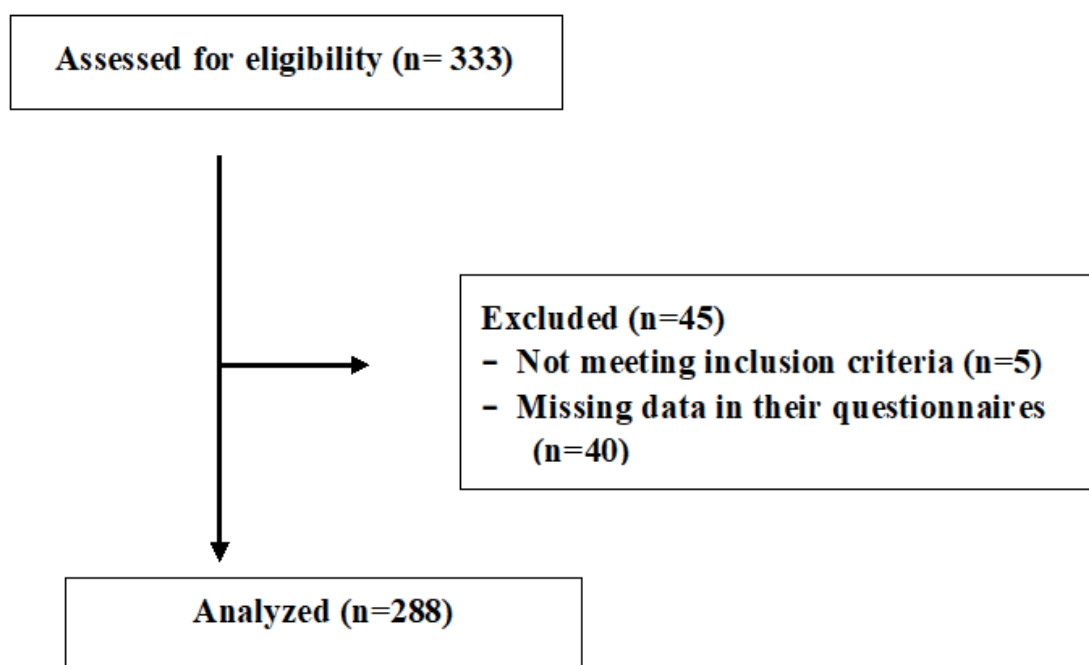 Assessed for eligibility (n= 333)
Excluded (n=45)
– Not meeting inclusion criteria (n=5)
– Missing data in their questionnaires
(n=40)
Analyzed (n=288)